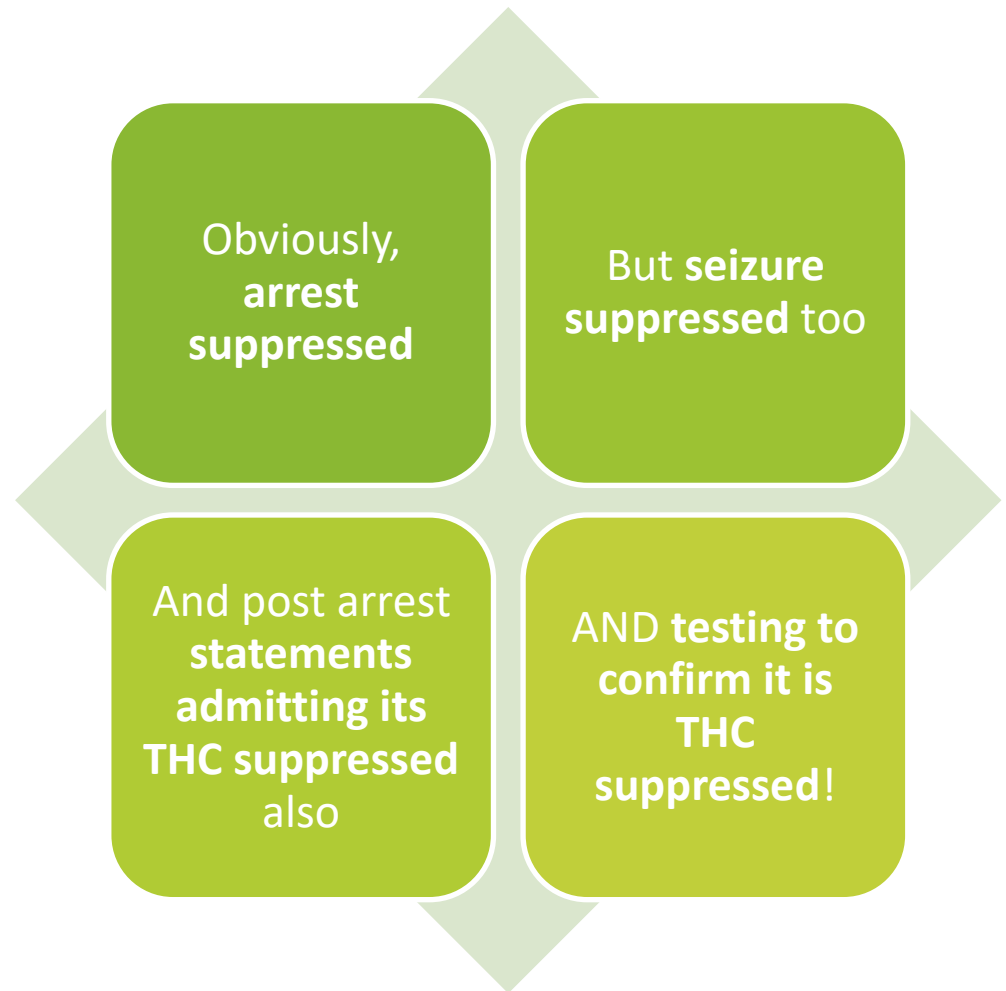 Obviously,
arrest
suppressed
But seizure
suppressed too
And post arrest
statements
admitting its
THC suppressed
also
AND testing to
confirm it is
THC
suppressed!